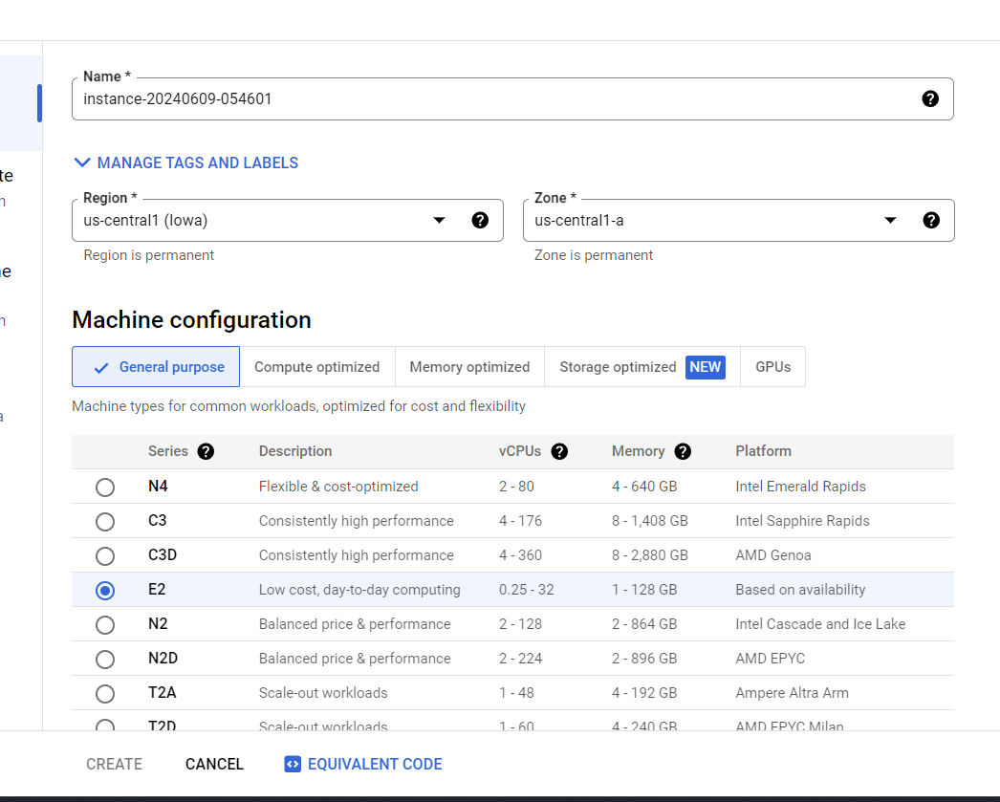 Name *
instance-20240609-054601
MANAGE TAGS AND LABELS
te
n
Region *
us-central1 (Iowa)
Zone *
us-central1-a
Region is permanent
Zone is permanent
n
Machine configuration
General purpose Compute optimized Memory optimized Storage optimized NEW GPUs
Machine types for common workloads, optimized for cost and flexibility
a
Series Description vCPUs Memory Platform
N4 Flexible & cost-optimized 2 - 80 4 - 640 GB Intel Emerald Rapids
C3 Consistently high performance 4 - 176 8 - 1,408 GB Intel Sapphire Rapids
C3D Consistently high performance 4 - 360 8 - 2,880 GB AMD Genoa
E2 Low cost, day-to-day computing 0.25 - 32 1 - 128 GB Based on availability
N2 Balanced price & performance 2 - 128 2 - 864 GB Intel Cascade and Ice Lake
N2D Balanced price & performance 2 - 224 2 - 896 GB AMD EPYC
T2A Scale-out workloads 1 - 48 4 - 192 GB Ampere Altra Arm
T2D Scale-out workloads 1 - 60 4 - 240 GB AMD EPYC Milan
CREATE CANCEL EQUIVALENT CODE